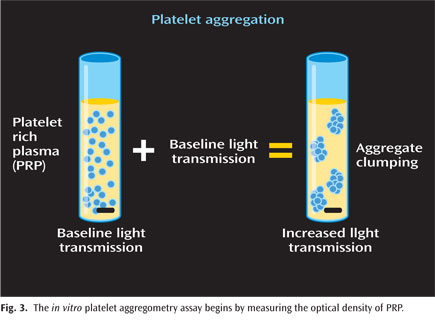 Platelet aggregation
Platelet
rich
plasma
(PRP)
+
Baseline light
transmission
=
Aggregate
clumping
Baseline light
transmission
Increased llght
transmission
Fig. 3. The in vitro platelet aggregometry assay begins by measuring the optical density of PRP.